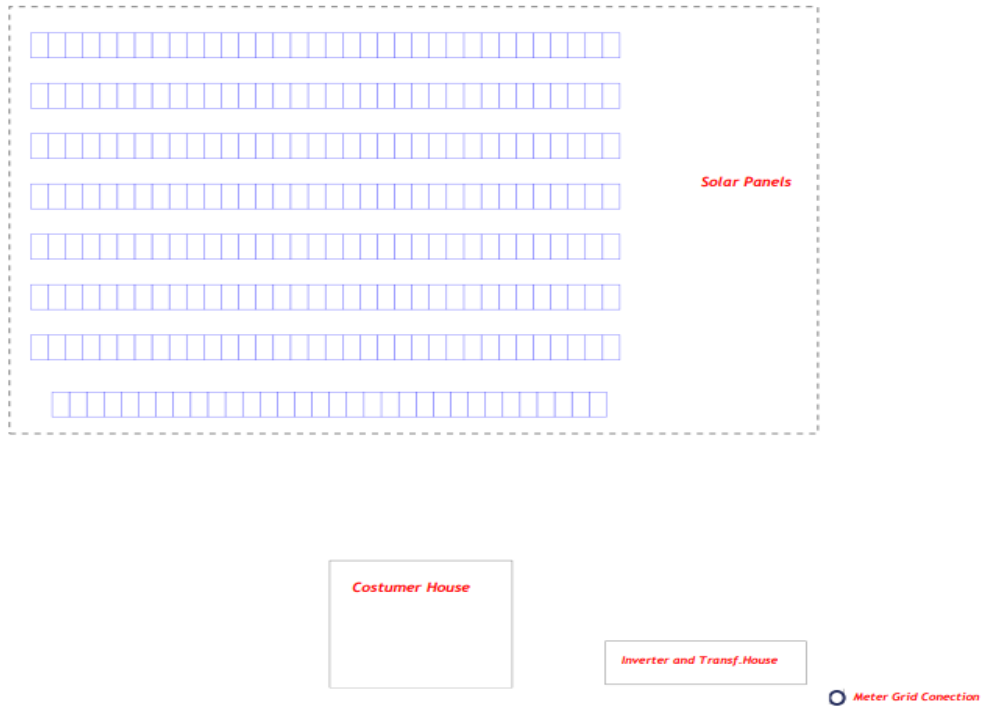 Solar Panels
Costumer House
Inverter and Transf.House
Meter Grid Conection